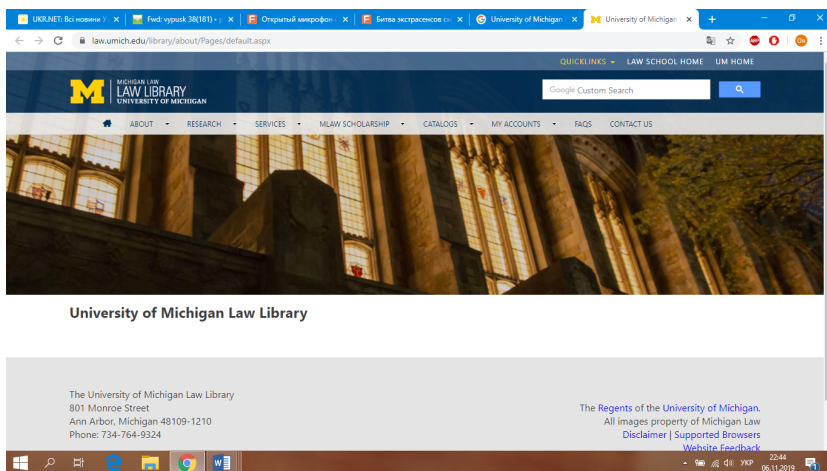 UKR.NET: Всі новини У
Fwd: vypusk 38(181) •
Открытый микрофон
Битва экстрасенсов
University of Michigan
University of Michigan
law.umich.edu/library/about/Pages/default.aspx
QUICKLINKS LAW SCHOOL HOME UM HOME
MICHIGAN LAW
LAW LIBRARY
UNIVERSITY OF MICHIGAN
Google Custom Search
ABOUT RESEARCH SERVICES MLAW SCHOLARSHIP CATALOGS MY ACCOUNTS FAQS CONTACT US
University of Michigan Law Library
The University of Michigan Law Library
801 Monroe Street
Ann Arbor, Michigan 48109-1210
Phone: 734-764-9324
The Regents of the University of Michigan.
All images property of Michigan Law
Disclaimer | Supported Browsers
Website Feedback
УКР
22:44
06.11.2019